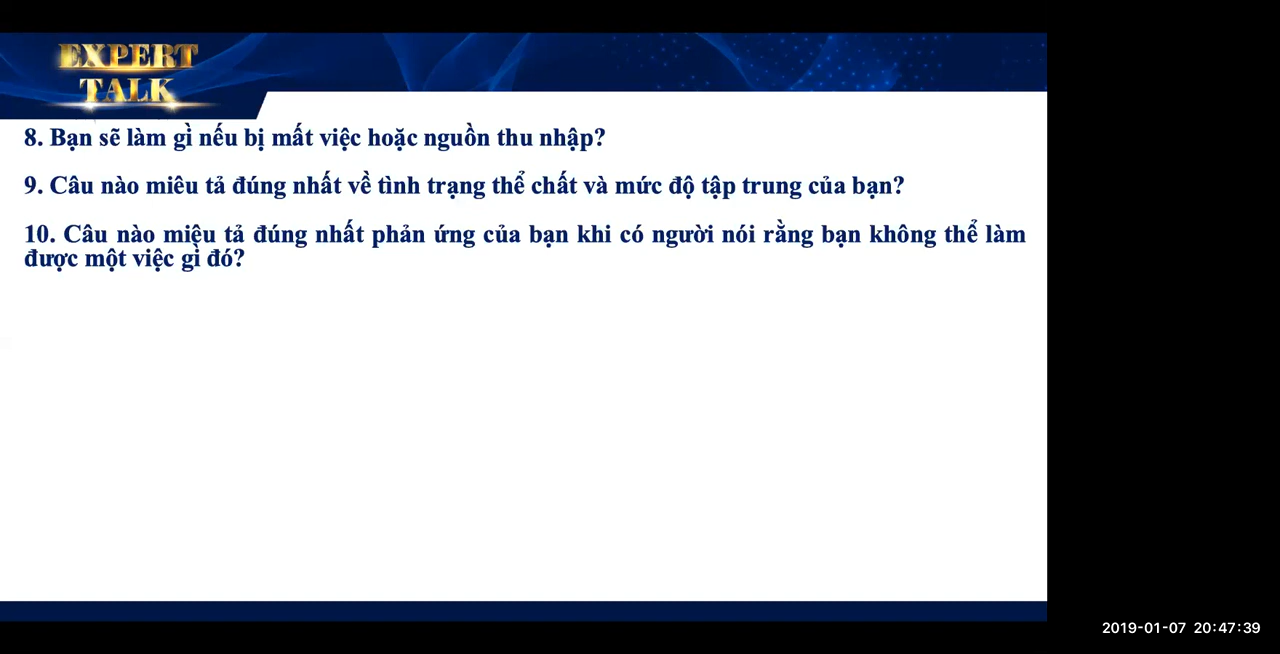 EXPERT
TALK
8. Bạn sẽ làm gì nếu bị mất việc hoặc nguồn thu nhập?
9. Câu nào miêu tả đúng nhất về tình trạng thể chất và mức độ tập trung của bạn?
10. Câu nào miệu tả đúng nhất phản ứng của bạn khi có người nói rằng bạn không thể làm
được một việc gì đó?
2019-01-07 20:47:39